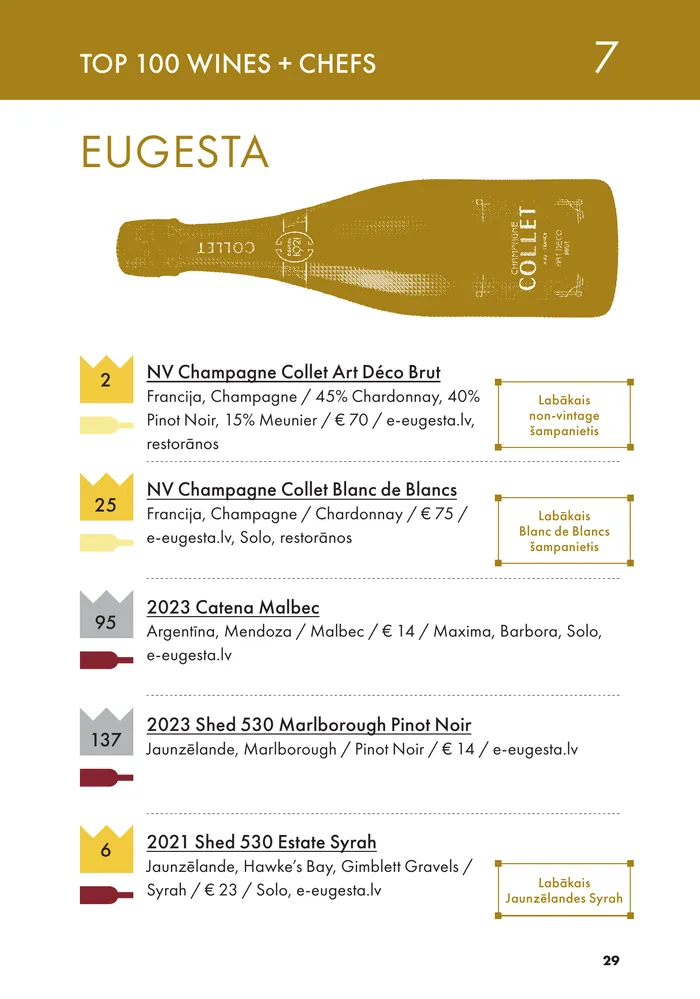 TOP 100 WINES + CHEFS
7
EUGESTA
COLLET
1921
CHAMPAGNE
COLLET
ART DÉCO
BRUT
2
NV Champagne Collet Art Déco Brut
Francija, Champagne / 45% Chardonnay, 40%
Pinot Noir, 15% Meunier / € 70 / e-eugesta.lv,
restorānos
Labākais
non-vintage
šampanietis
25
NV Champagne Collet Blanc de Blancs
Francija, Champagne / Chardonnay / € 75 /
e-eugesta.lv, Solo, restorānos
Labākais
Blanc de Blancs
šampanietis
95
2023 Catena Malbec
Argentīna, Mendoza / Malbec / € 14 / Maxima, Barbora, Solo,
e-eugesta.lv
137
2023 Shed 530 Marlborough Pinot Noir
Jaunzēlande, Marlborough / Pinot Noir / € 14 / e-eugesta.lv
6
2021 Shed 530 Estate Syrah
Jaunzēlande, Hawke’s Bay, Gimblett Gravels /
Syrah / € 23 / Solo, e-eugesta.lv
Labākais
Jaunzēlandes Syrah
29